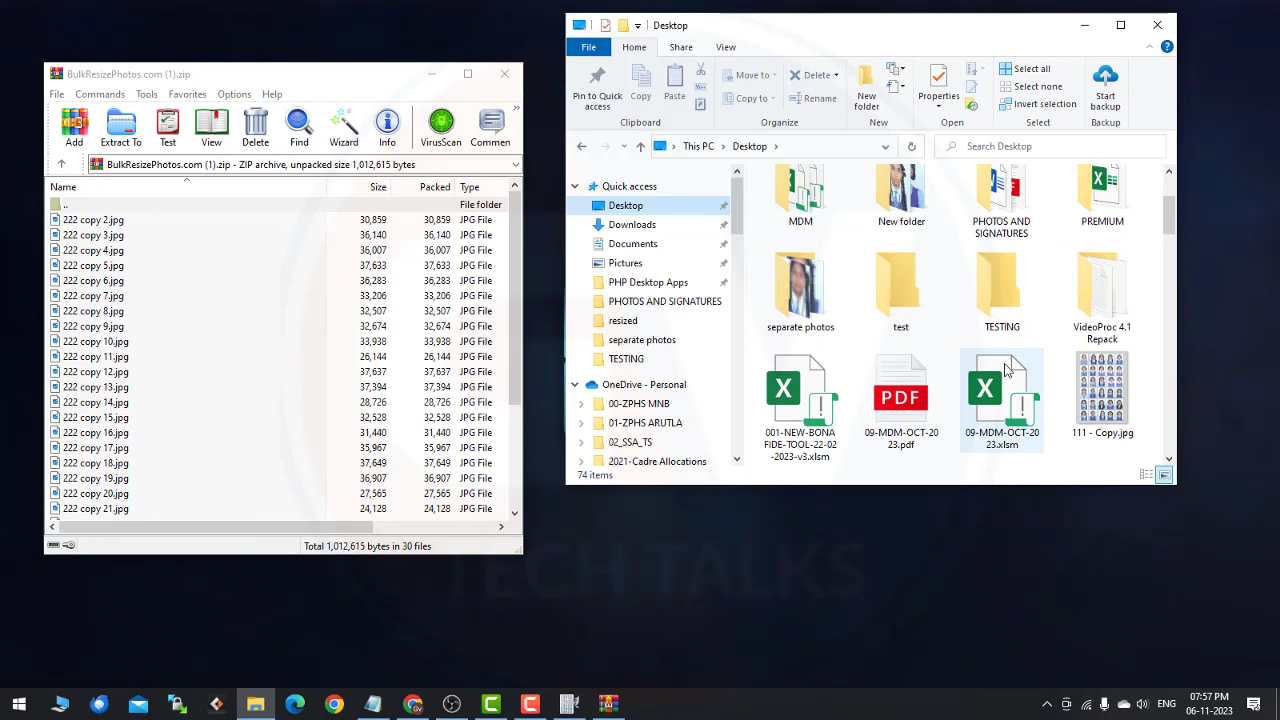 BulkResizePhotos.com (1).zip
File Commands Tools Favorites Options Help
Add Extract To Test View Delete Find Wizard Info VirusScan Commen
BulkResizePhotos.com (1).zip - ZIP archive, unpacked size 1,012,615 bytes
Name Size Packed Type
.. File folder
222 copy 2.jpg 30,859 30,859 JPG File
222 copy 3.jpg 36,140 36,140 JPG File
222 copy 4.jpg 36,007 36,007 JPG File
222 copy 5.jpg 37,633 37,633 JPG File
222 copy 6.jpg 36,283 36,283 JPG File
222 copy 7.jpg 33,206 33,206 JPG File
222 copy 8.jpg 32,507 32,507 JPG File
222 copy 9.jpg 32,674 32,674 JPG File
222 copy 10.jpg 33,938 33,938 JPG File
222 copy 11.jpg 26,144 26,144 JPG File
222 copy 12.jpg 37,637 37,637 JPG File
222 copy 13.jpg 37,394 37,394 JPG File
222 copy 14.jpg 28,726 28,726 JPG File
222 copy 15.jpg 32,528 32,528 JPG File
222 copy 16.jpg 31,440 31,440 JPG File
222 copy 17.jpg 35,967 35,967 JPG File
222 copy 18.jpg 37,649 37,649 JPG File
222 copy 19.jpg 36,907 36,907 JPG File
222 copy 20.jpg 27,565 27,565 JPG File
222 copy 21.jpg 24,128 24,128 JPG File
Total 1,012,615 bytes in 30 files
Desktop
File Home Share View
Pin to Quick access Copy Paste
Move to Copy to Delete Rename
New folder Properties
Select all
Select none
Invert selection
Start backup
Clipboard Organize New Open Select Backup
This PC Desktop Search Desktop
Quick access
Desktop
Downloads
Documents
Pictures
PHP Desktop Apps
PHOTOS AND SIGNATURES
resized
separate photos
TESTING
OneDrive - Personal
00-ZPHS MNB
01-ZPHS ARUTLA
02_SSA_TS
2021-Cadre Allocations
MDM New folder PHOTOS AND SIGNATURES PREMIUM
separate photos test TESTING VideoProc 4.1 Repack
PDF
001-NEW-BONA FIDE-TOOL-22-02 -2023-v3.xlsm 09-MDM-OCT-20 23.pdf 09-MDM-OCT-20 23.xlsm 111 - Copy.jpg
74 items
TECH TALKS
ENG
07:57 PM
06-11-2023